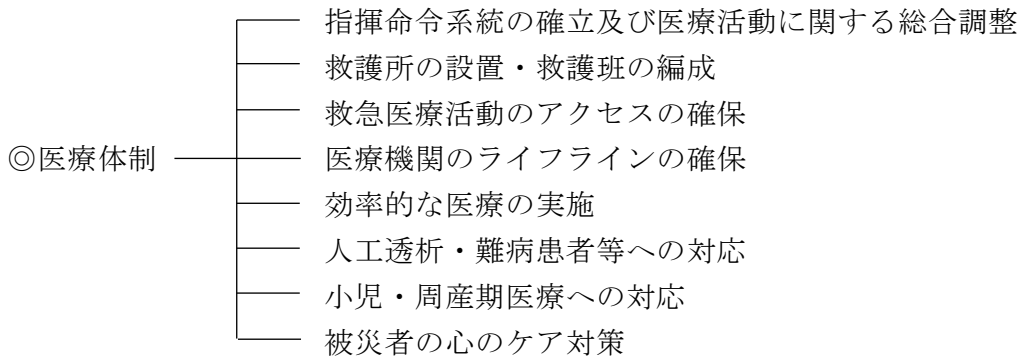 指揮命令系統の確立及び医療活動に関する総合調整
救護所の設置・救護班の編成
救急医療活動のアクセスの確保
◎医療体制
医療機関のライフラインの確保
効率的な医療の実施
人工透析・難病患者等への対応
小児・周産期医療への対応
被災者の心のケア対策